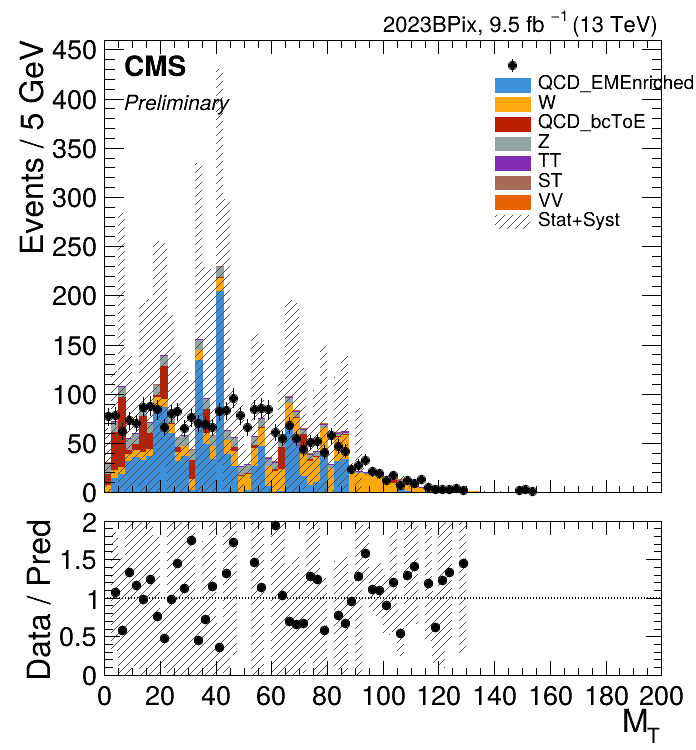 2023BPix, 9.5 fb⁻¹ (13 TeV)
CMS
Preliminary
Events / 5 GeV
450
400
350
300
250
200
150
100
50
0
QCD_EMEnriched
W
QCD_bcToE
Z
TT
ST
VV
Stat+Syst
Data / Pred
2
1.5
1
0.5
0
0 20 40 60 80 100 120 140 160 180 200
M_T